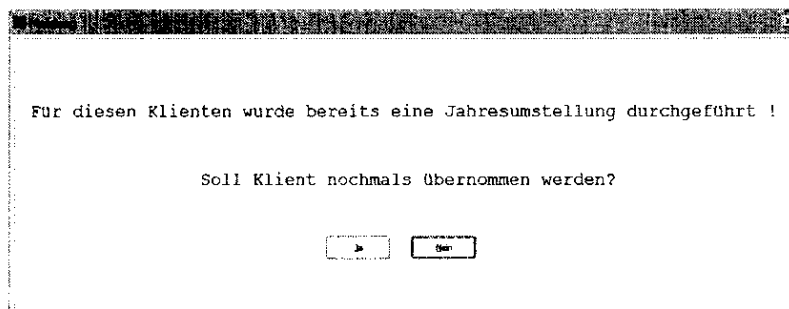 Für diesen Klienten wurde bereits eine Jahresumstellung durchgeführt !
Soll Klient nochmals übernommen werden?
Ja
Nein